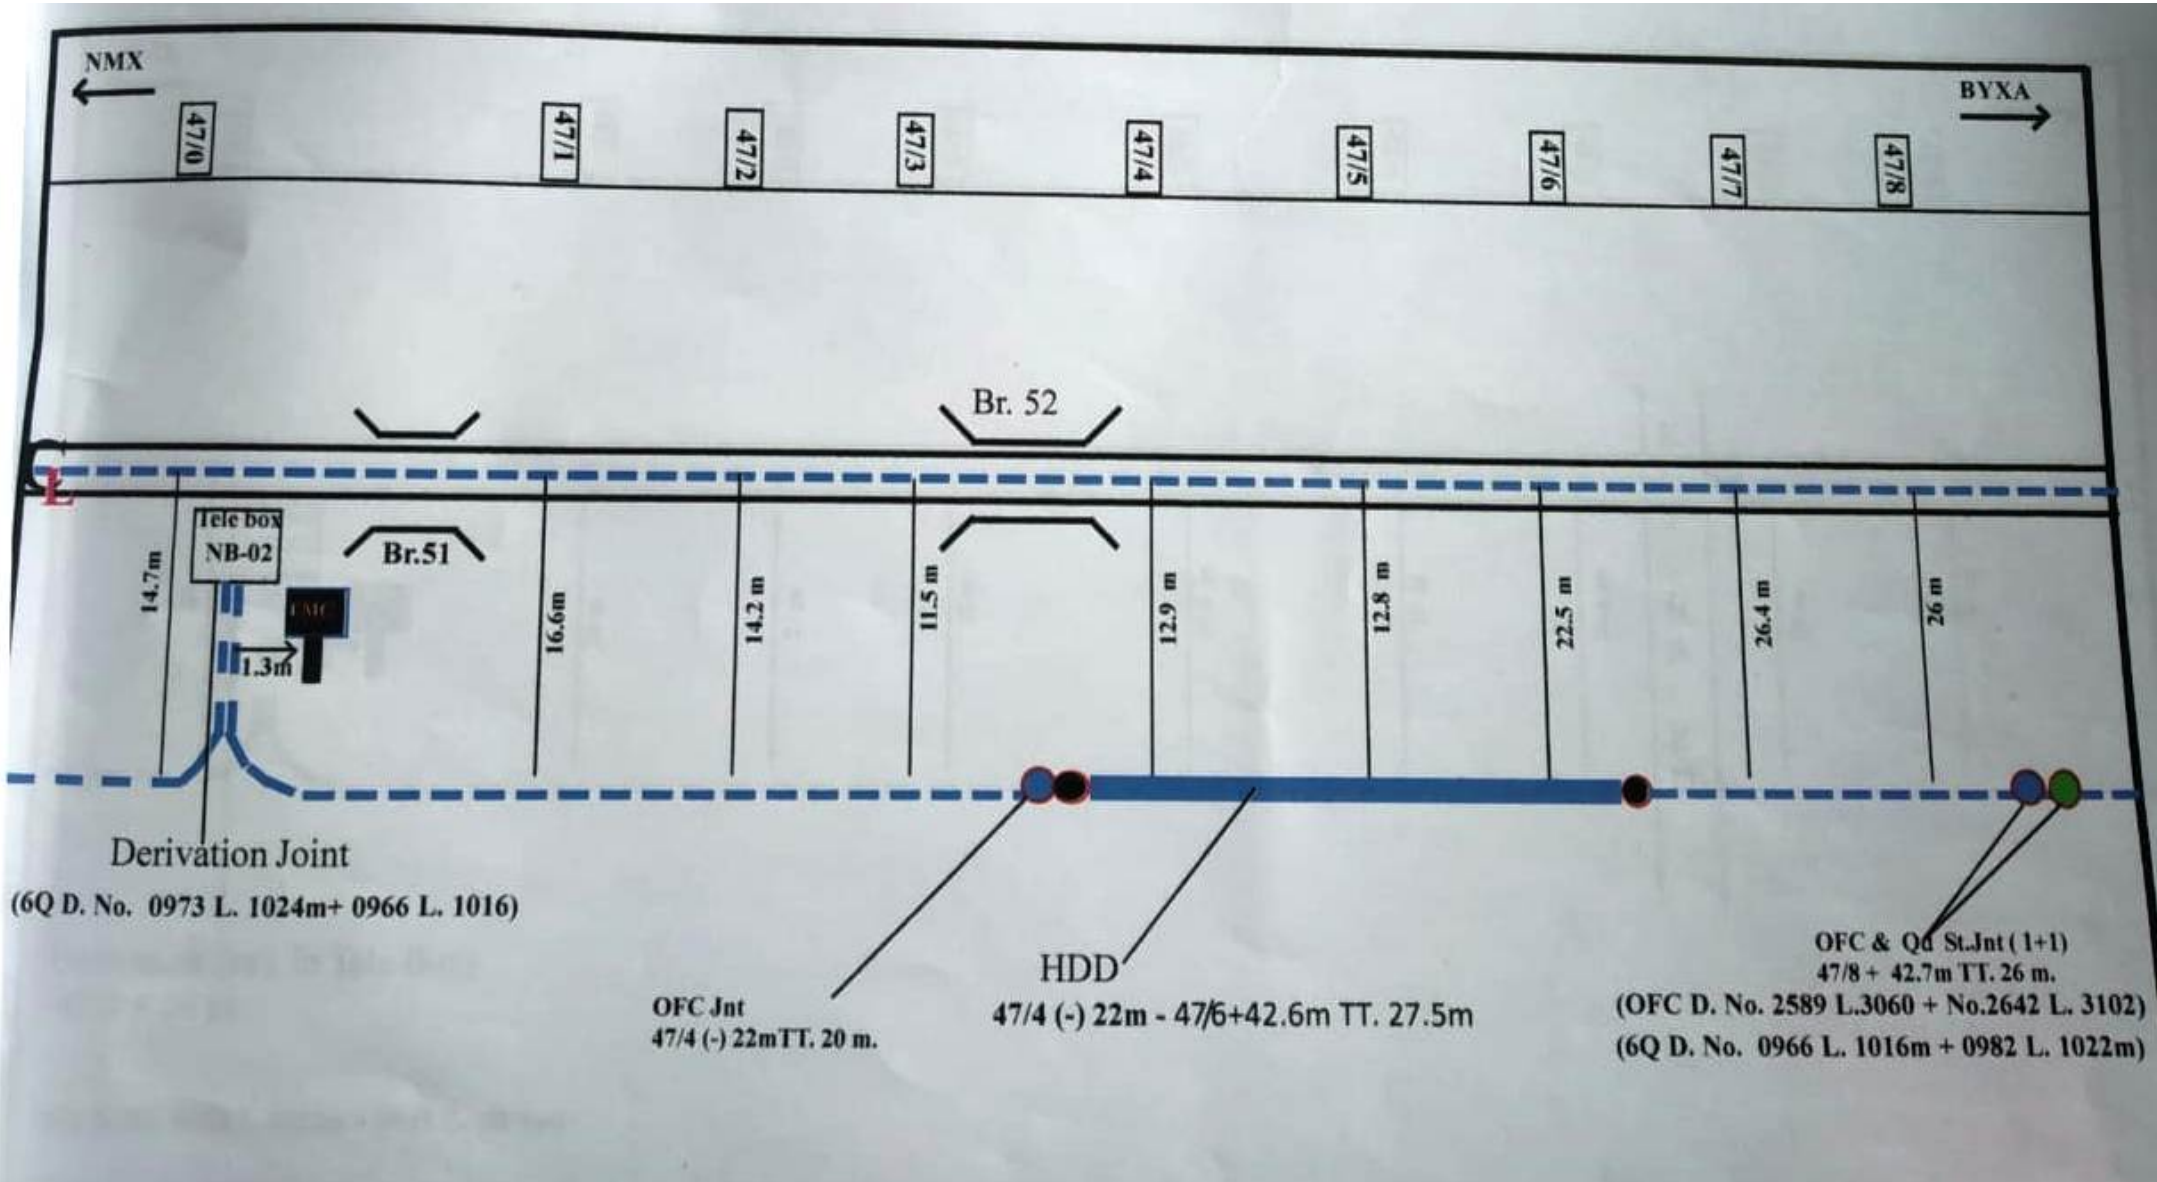 NMX
BYXA
47/0
47/1
47/2
47/3
47/4
47/5
47/6
47/7
47/8
Br. 52
C
L
Tele box
NB-02
Br.51
EMC
1.3m
14.7m
16.6m
14.2 m
11.5 m
12.9 m
12.8 m
22.5 m
26.4 m
26 m
Derivation Joint
(6Q D. No. 0973 L. 1024m+ 0966 L. 1016)
OFC Jnt
47/4 (-) 22mTT. 20 m.
HDD
47/4 (-) 22m - 47/6+42.6m TT. 27.5m
OFC & Qd St.Jnt ( 1+1)
47/8 + 42.7m TT. 26 m.
(OFC D. No. 2589 L.3060 + No.2642 L. 3102)
(6Q D. No. 0966 L. 1016m + 0982 L. 1022m)